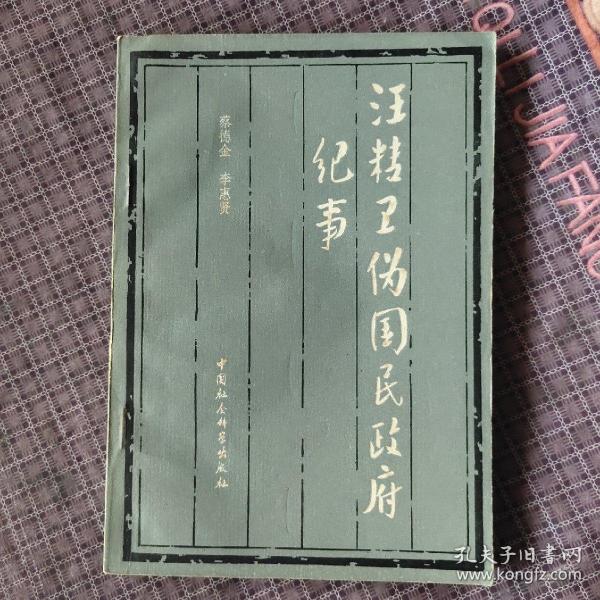 汪精卫伪国民政府
纪事
蔡德金 李惠贤
中国社会科学出版社
QILIJIAFANG
孔夫子旧书网
www.kongfz.com